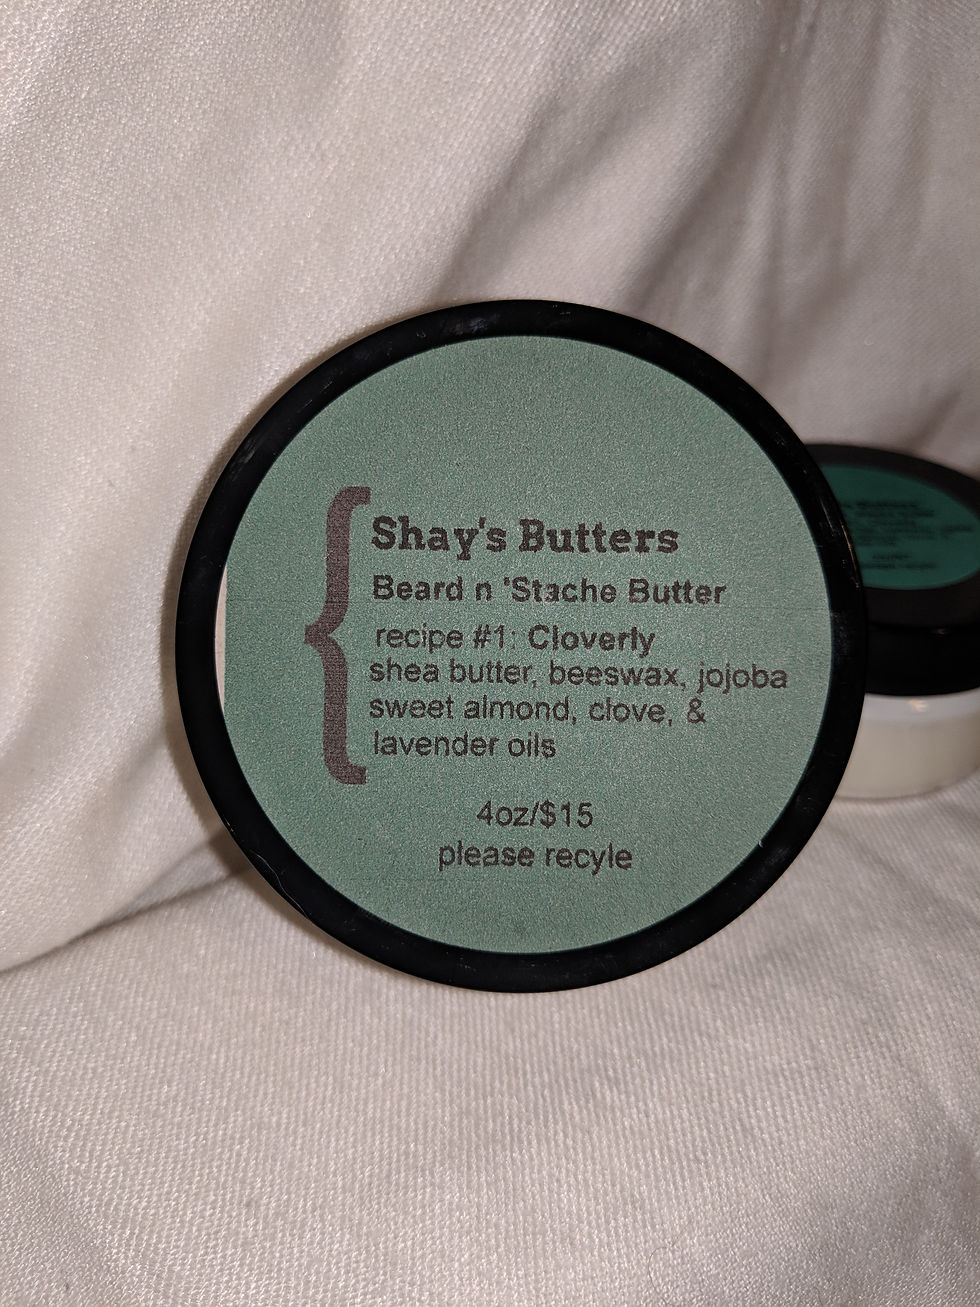 Shay's Butters
Beard n 'Stache Butter
recipe #1: Cloverly
shea butter, beeswax, jojoba
sweet almond, clove, &
lavender oils
4oz/$15
please recyle